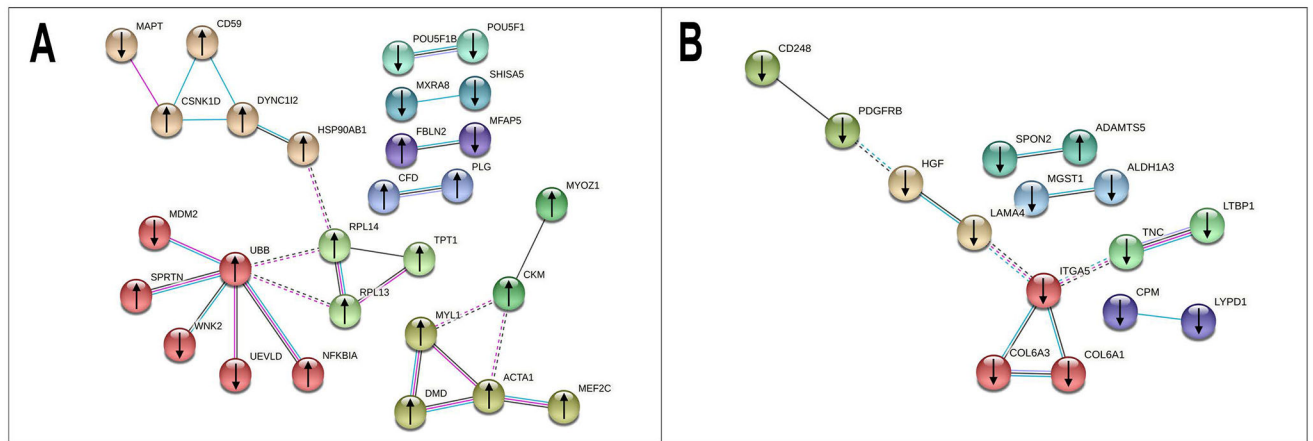 A
MAPT
CD59
CSNK1D
DYNC1I2
HSP90AB1
POU5F1B
POU5F1
MXRA8
SHISA5
FBLN2
MFAP5
CFD
PLG
MYOZ1
MDM2
UBB
RPL14
TPT1
SPRTN
RPL13
CKM
WNK2
UEVLD
NFKBIA
MYL1
DMD
ACTA1
MEF2C
B
CD248
PDGFRB
HGF
SPON2
ADAMTS5
MGST1
ALDH1A3
LAMA4
TNC
LTBP1
ITGA5
CPM
LYPD1
COL6A3
COL6A1